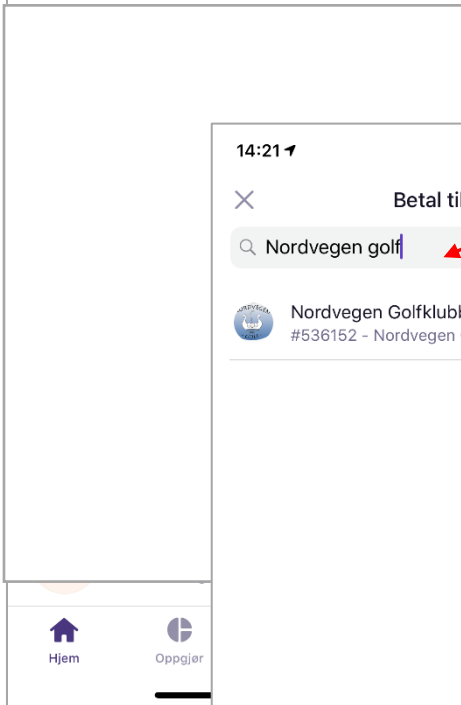 14:21
Betal til
Nordvegen golf
Nordvegen Golfklubb
#536152 - Nordvegen
Hjem
Oppgjør